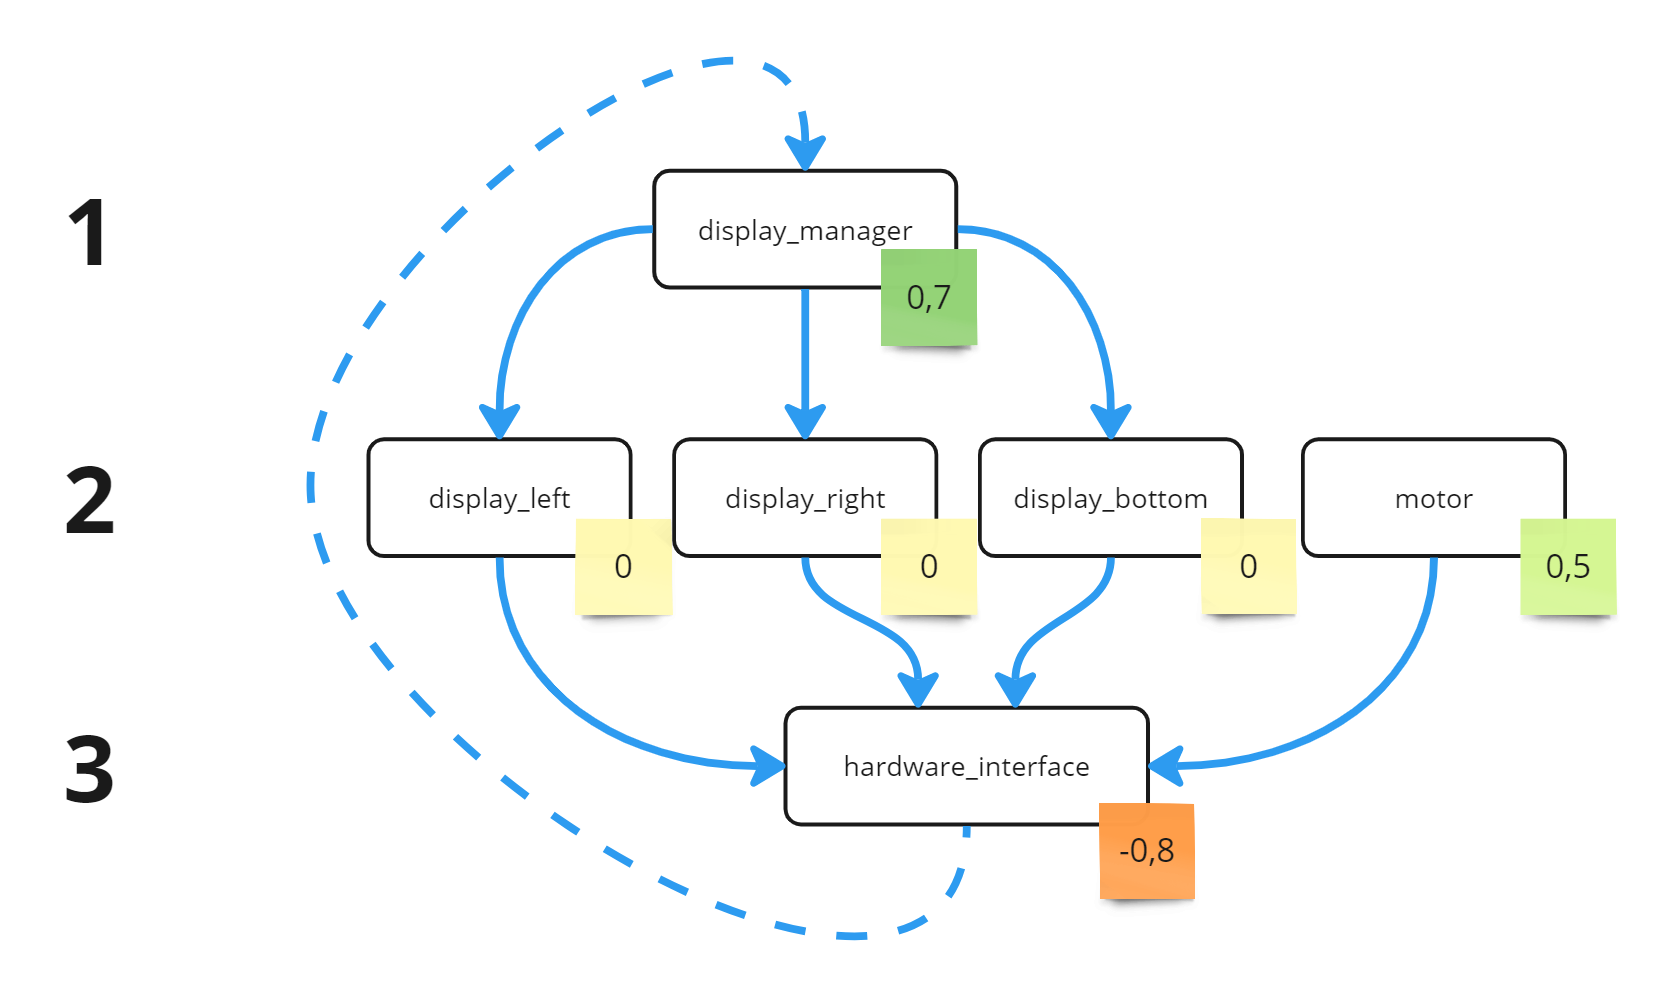 1
display_manager
0,7
2
display_left
0
display_right
0
display_bottom
0
motor
0,5
3
hardware_interface
-0,8